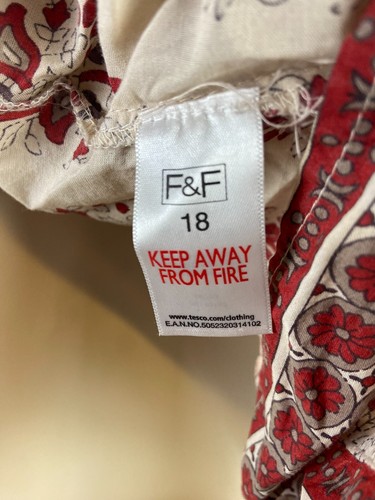 F&F
18
KEEP AWAY
FROM FIRE
www.tesco.com/clothing
E.A.N.NO.5052320314102